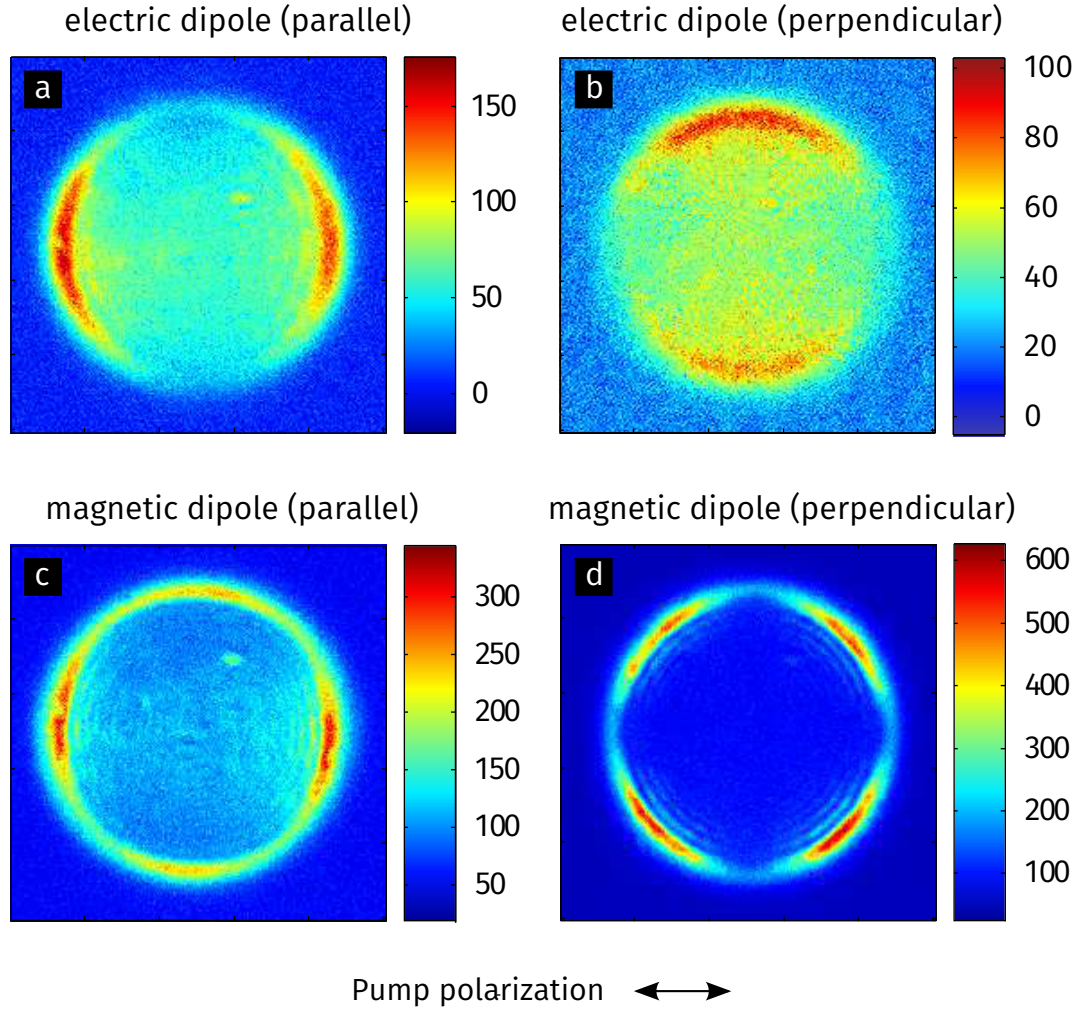 electric dipole (parallel)
electric dipole (perpendicular)
a
150
100
50
0
b
100
80
60
40
20
0
magnetic dipole (parallel)
magnetic dipole (perpendicular)
c
300
250
200
150
100
50
d
600
500
400
300
200
100
Pump polarization